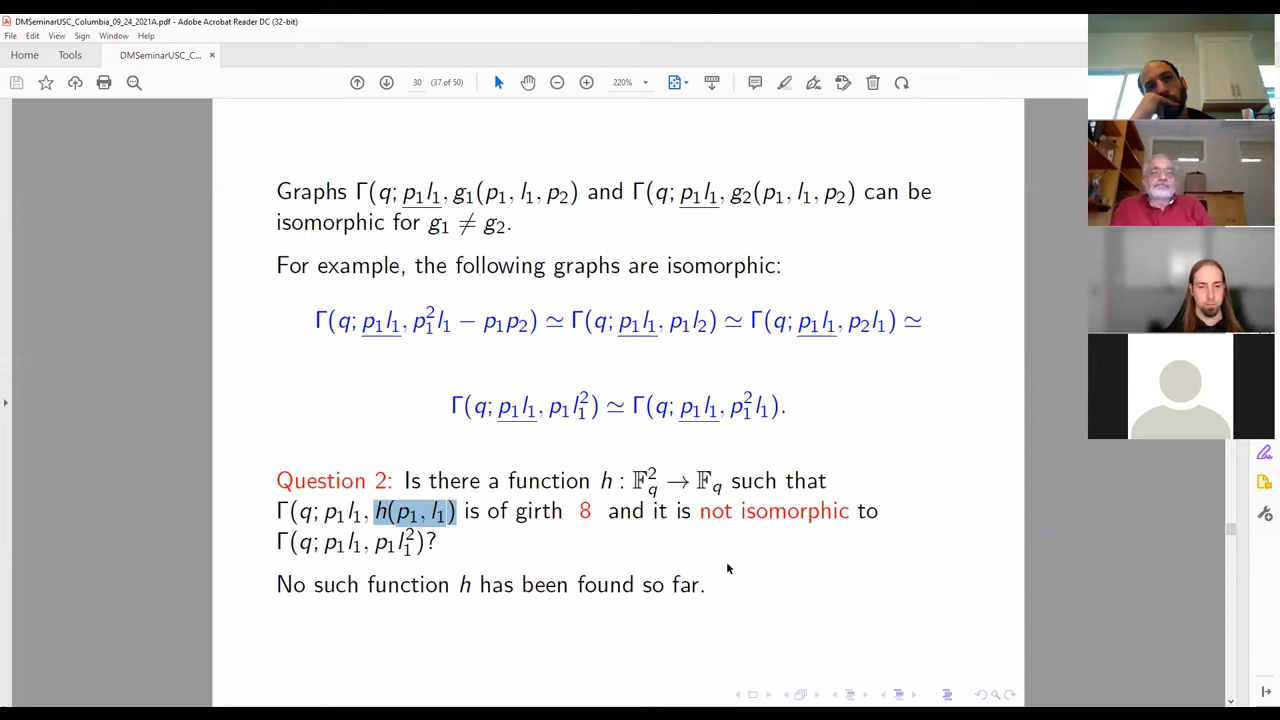 DMSeminarUSC_Columbia_09_24_2021A.pdf - Adobe Acrobat Reader DC (32-bit)
File Edit View Sign Window Help
Home Tools DMSeminarUSC_C... ×
30 (37 of 50) 220%
Graphs Γ(q; p₁l₁, g₁(p₁, l₁, p₂) and Γ(q; p₁l₁, g₂(p₁, l₁, p₂) can be
isomorphic for g₁ ≠ g₂.
For example, the following graphs are isomorphic:
Γ(q; p₁l₁, p₁²l₁ − p₁p₂) ≃ Γ(q; p₁l₁, p₁l₂) ≃ Γ(q; p₁l₁, p₂l₁) ≃
Γ(q; p₁l₁, p₁l₁²) ≃ Γ(q; p₁l₁, p₁²l₁).
Question 2: Is there a function h : 𝔽q² → 𝔽q such that
Γ(q; p₁l₁, h(p₁, l₁) is of girth 8 and it is not isomorphic to
Γ(q; p₁l₁, p₁l₁²)?
No such function h has been found so far.